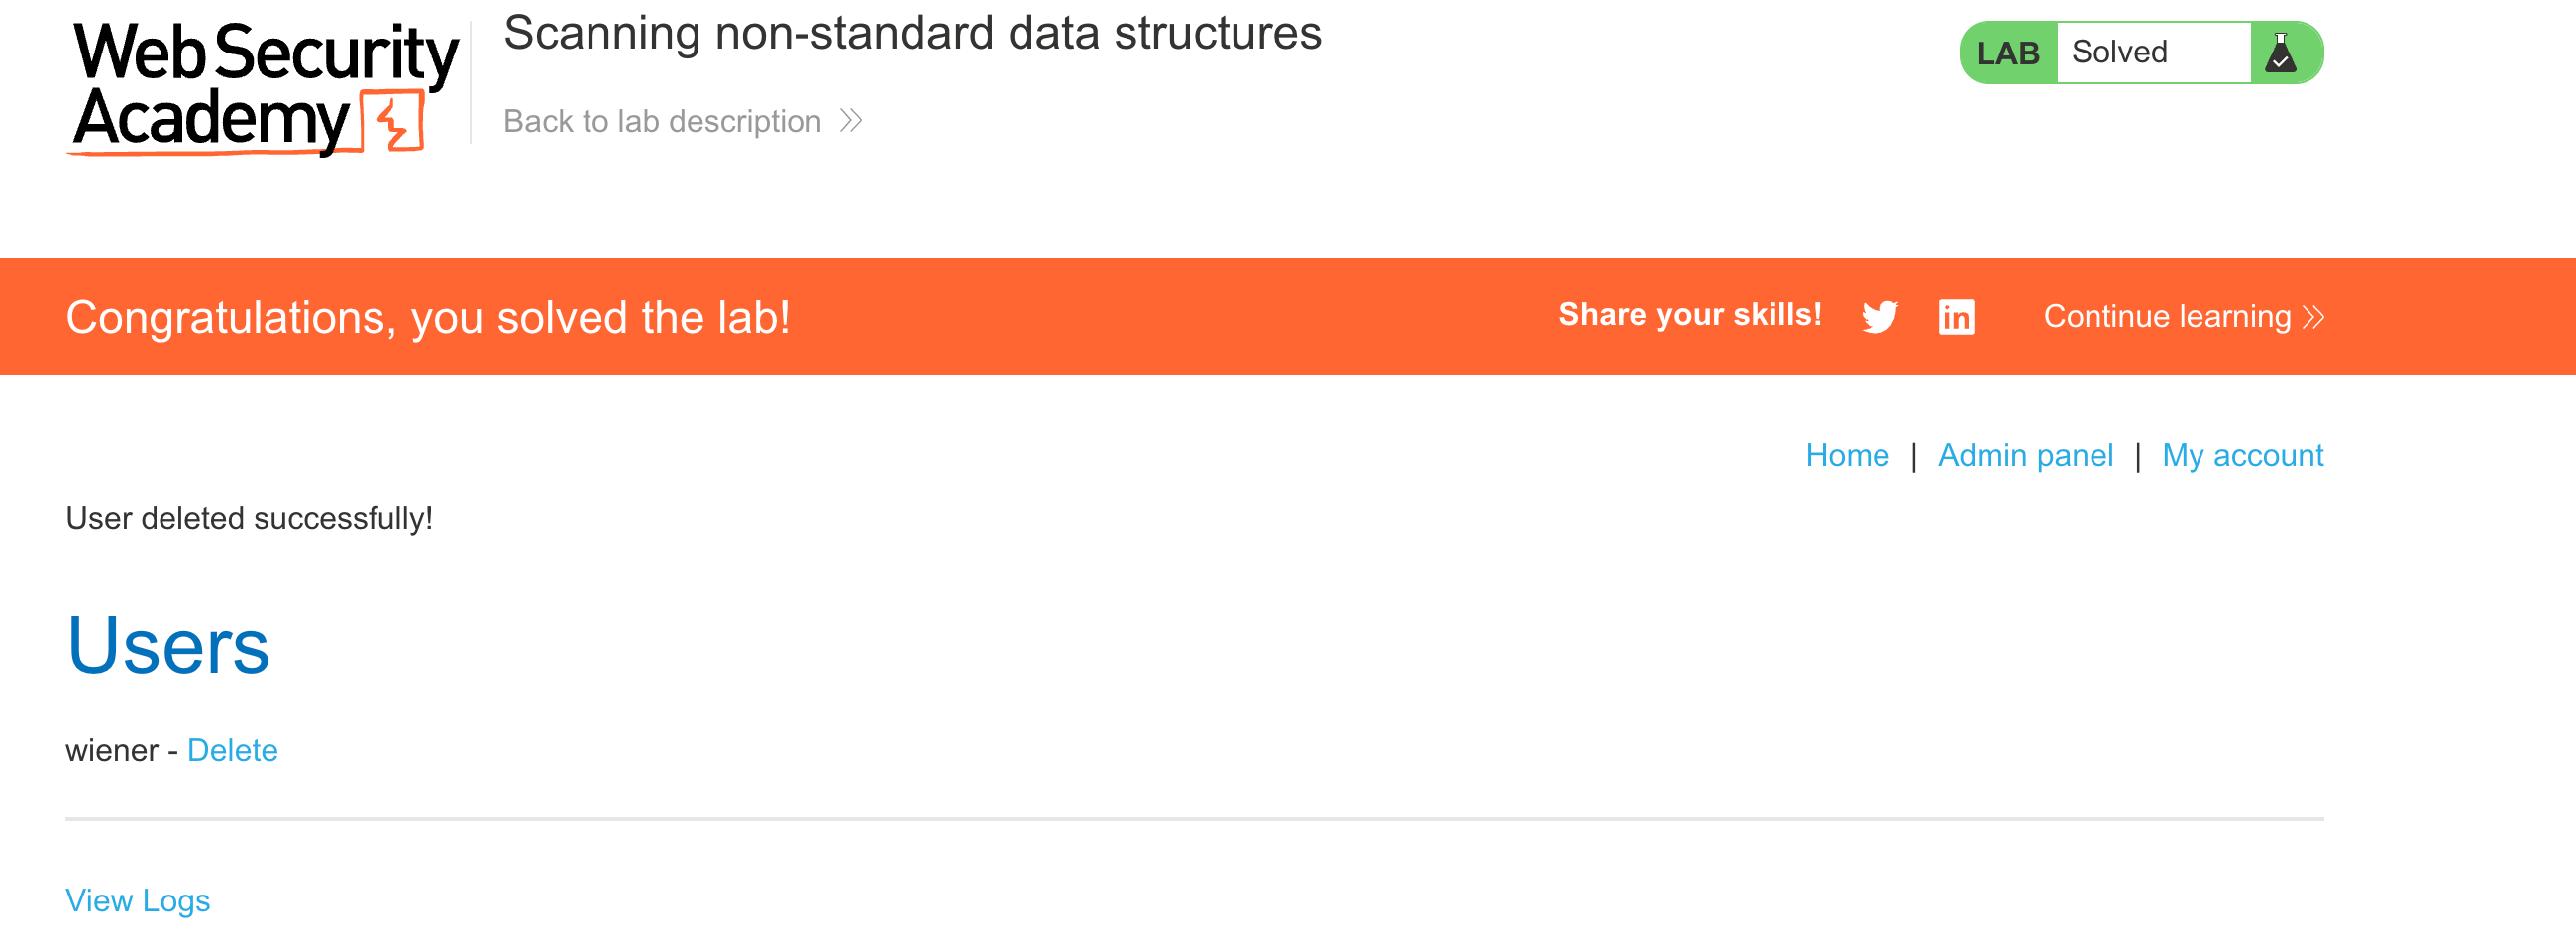 Web Security
Academy
Scanning non-standard data structures
Back to lab description
LAB Solved
Congratulations, you solved the lab!
Share your skills!
Continue learning
Home | Admin panel | My account
User deleted successfully!
Users
wiener - Delete
View Logs